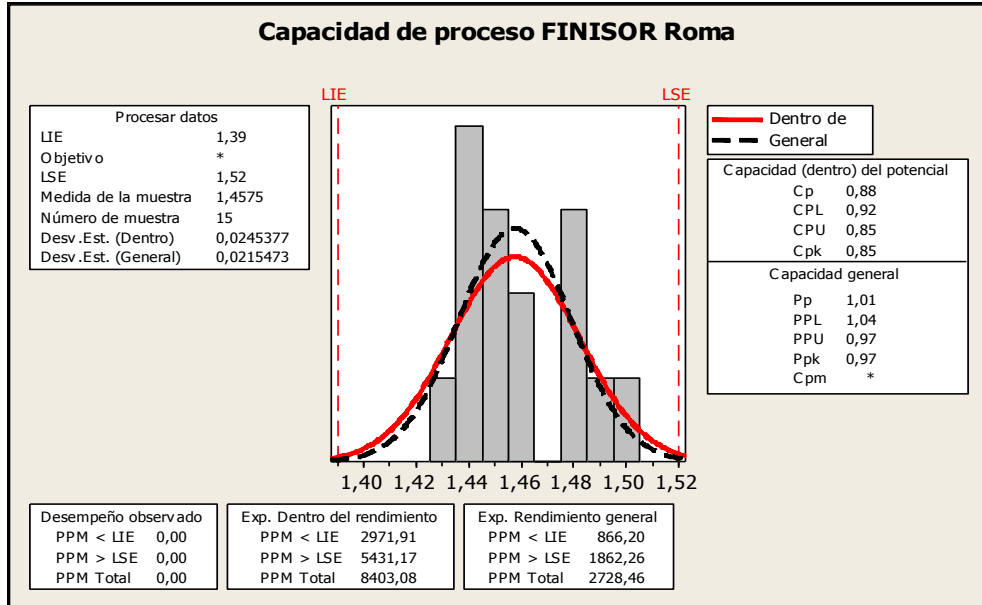 Capacidad de proceso FINISOR Roma
LIE LSE
Procesar datos
LIE 1,39
Objetivo *
LSE 1,52
Medida de la muestra 1,4575
Número de muestra 15
Desv.Est. (Dentro) 0,0245377
Desv.Est. (General) 0,0215473
Dentro de
General
Capacidad (dentro) del potencial
Cp 0,88
CPL 0,92
CPU 0,85
Cpk 0,85
Capacidad general
Pp 1,01
PPL 1,04
PPU 0,97
Ppk 0,97
Cpm *
1,40 1,42 1,44 1,46 1,48 1,50 1,52
Desempeño observado
PPM < LIE 0,00
PPM > LSE 0,00
PPM Total 0,00
Exp. Dentro del rendimiento
PPM < LIE 2971,91
PPM > LSE 5431,17
PPM Total 8403,08
Exp. Rendimiento general
PPM < LIE 866,20
PPM > LSE 1862,26
PPM Total 2728,46